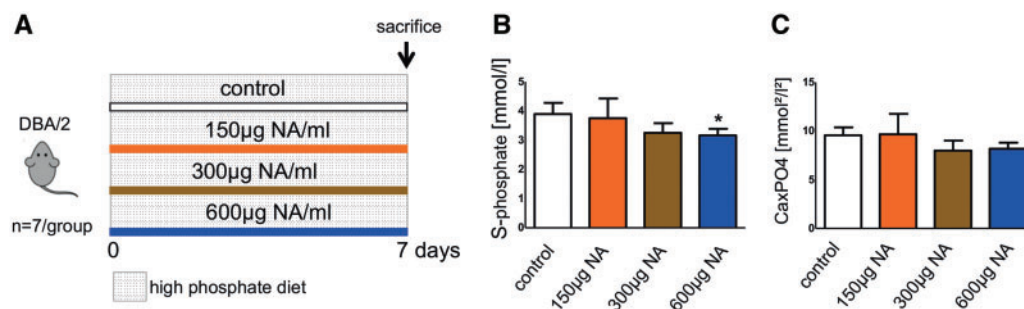 A
sacrifice
control
DBA/2
150µg NA/ml
300µg NA/ml
n=7/group
600µg NA/ml
0
7 days
high phosphate diet
B
S-phosphate [mmol/l]
5
4
3
2
1
0
*
control
150µg NA
300µg NA
600µg NA
C
CaxPO4 [mmol²/l²]
15
10
5
0
control
150µg NA
300µg NA
600µg NA